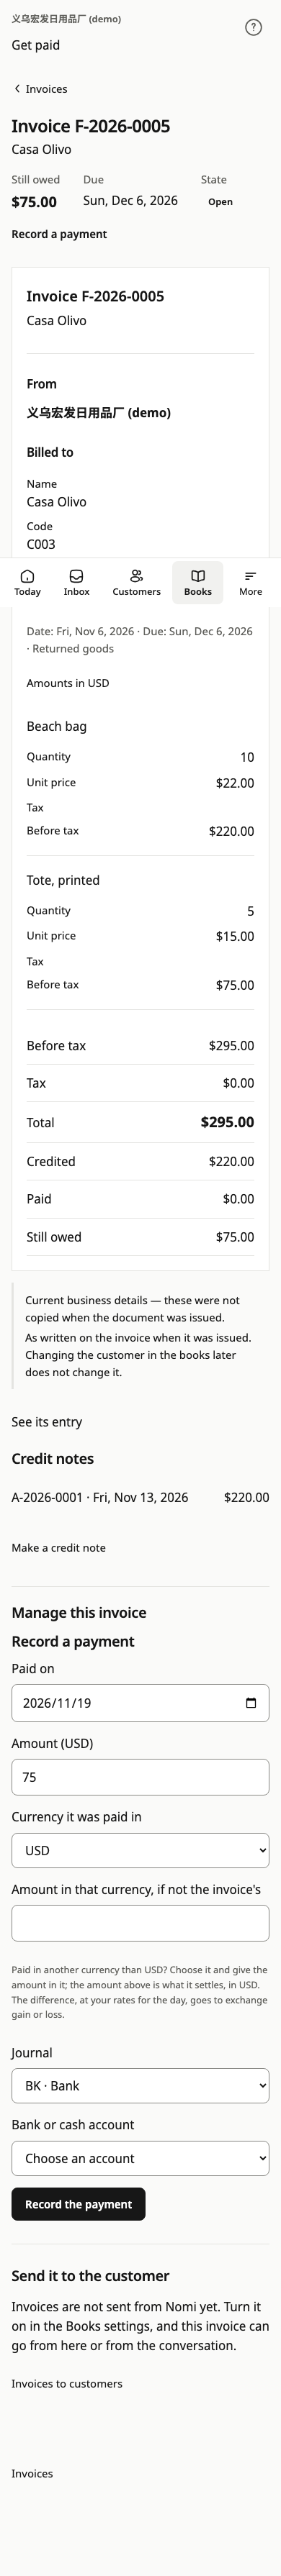 义乌宏发日用品厂 (demo)
Get paid
?
Invoices
Invoice F-2026-0005
Casa Olivo
Still owed
Due
State
$75.00
Sun, Dec 6, 2026
Open
Record a payment
Invoice F-2026-0005
Casa Olivo
From
义乌宏发日用品厂 (demo)
Billed to
Name
Casa Olivo
Code
C003
Today
Inbox
Customers
Books
More
Date: Fri, Nov 6, 2026 · Due: Sun, Dec 6, 2026
· Returned goods
Amounts in USD
Beach bag
Quantity 10
Unit price $22.00
Tax
Before tax $220.00
Tote, printed
Quantity 5
Unit price $15.00
Tax
Before tax $75.00
Before tax $295.00
Tax $0.00
Total $295.00
Credited $220.00
Paid $0.00
Still owed $75.00
Current business details — these were not
copied when the document was issued.
As written on the invoice when it was issued.
Changing the customer in the books later
does not change it.
See its entry
Credit notes
A-2026-0001 · Fri, Nov 13, 2026 $220.00
Make a credit note
Manage this invoice
Record a payment
Paid on
2026/11/19
Amount (USD)
75
Currency it was paid in
USD
Amount in that currency, if not the invoice's
Paid in another currency than USD? Choose it and give the
amount in it; the amount above is what it settles, in USD.
The difference, at your rates for the day, goes to exchange
gain or loss.
Journal
BK · Bank
Bank or cash account
Choose an account
Record the payment
Send it to the customer
Invoices are not sent from Nomi yet. Turn it
on in the Books settings, and this invoice can
go from here or from the conversation.
Invoices to customers
Invoices